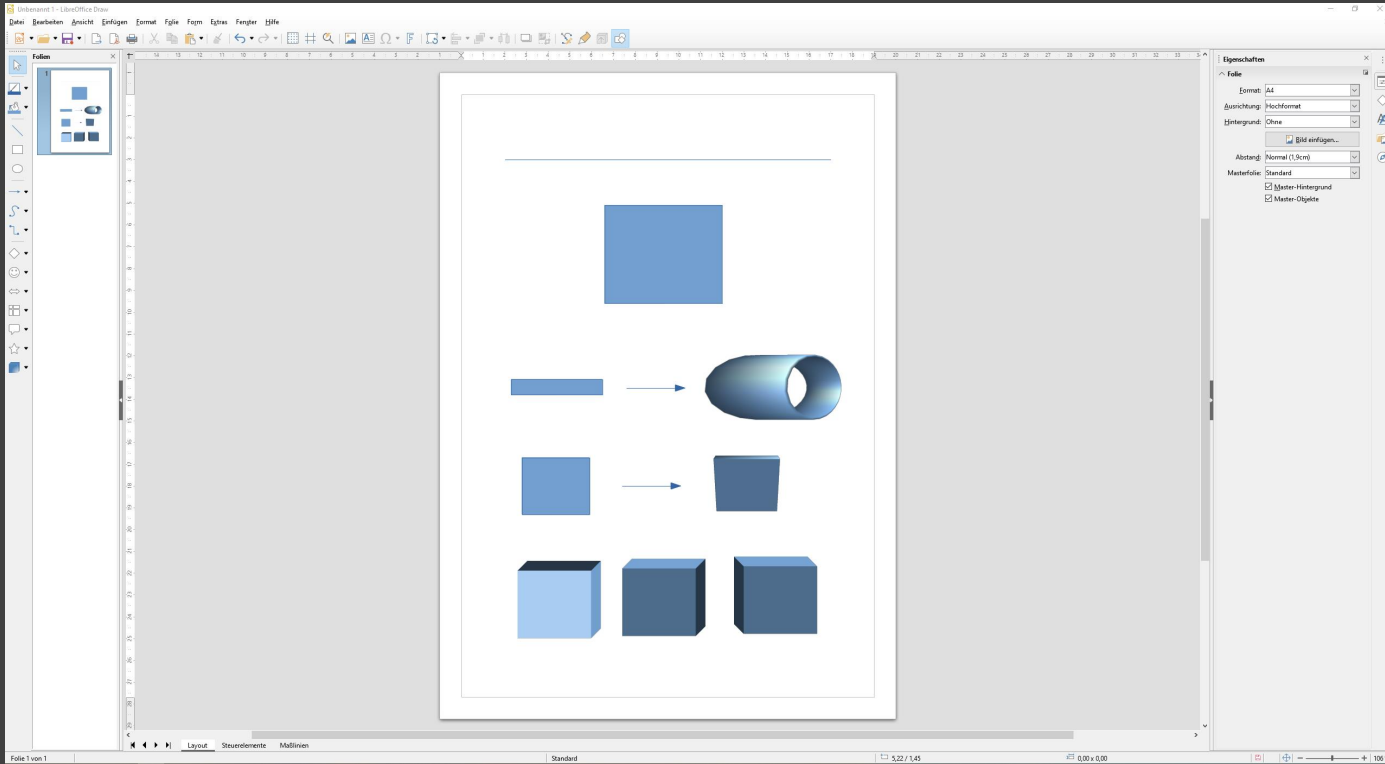 Unbenannt 1 - LibreOffice Draw
Datei Bearbeiten Ansicht Einfügen Format Folie Form Extras Fenster Hilfe
Folien
Eigenschaften
Folie
Format: A4
Ausrichtung: Hochformat
Hintergrund: Ohne
Bild einfügen...
Abstand: Normal (1,9cm)
Masterfolie: Standard
Master-Hintergrund
Master-Objekte
1
Layout Steuerelemente Maßlinien
Folie 1 von 1 Standard 5,22 / 1,45 0,00 x 0,00 106